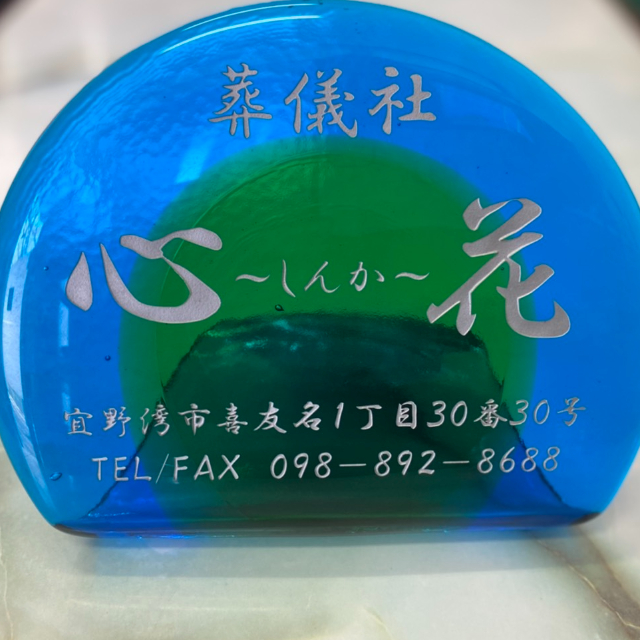 葬儀社
心 ～しんか～ 花
宜野湾市喜友名1丁目30番30号
TEL/FAX 098－892－8688